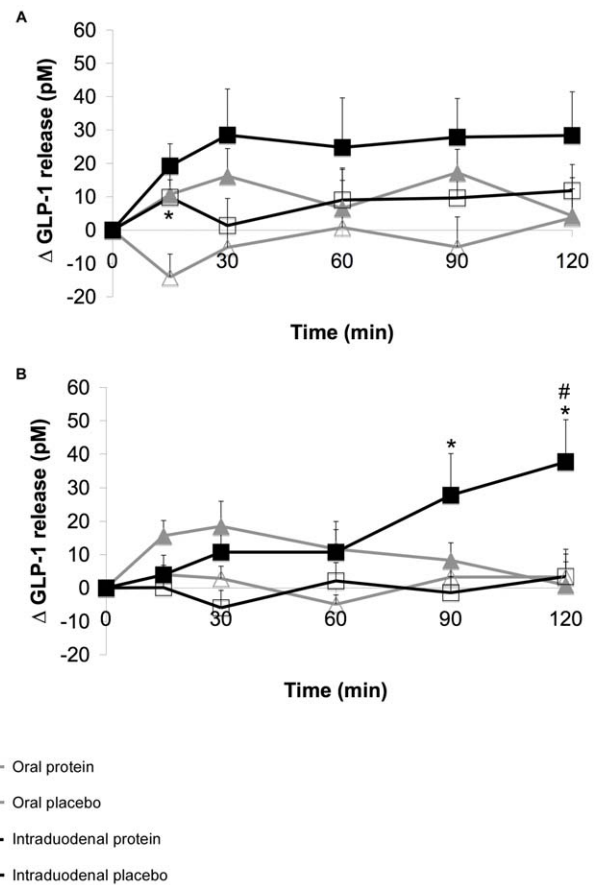 A
60
50
40
30
20
10
0
-10
-20
Δ GLP-1 release (pM)
*
0 30 60 90 120
Time (min)
B
60
50
40
30
20
10
0
-10
-20
Δ GLP-1 release (pM)
#
*
*
0 30 60 90 120
Time (min)
Oral protein
Oral placebo
Intraduodenal protein
Intraduodenal placebo